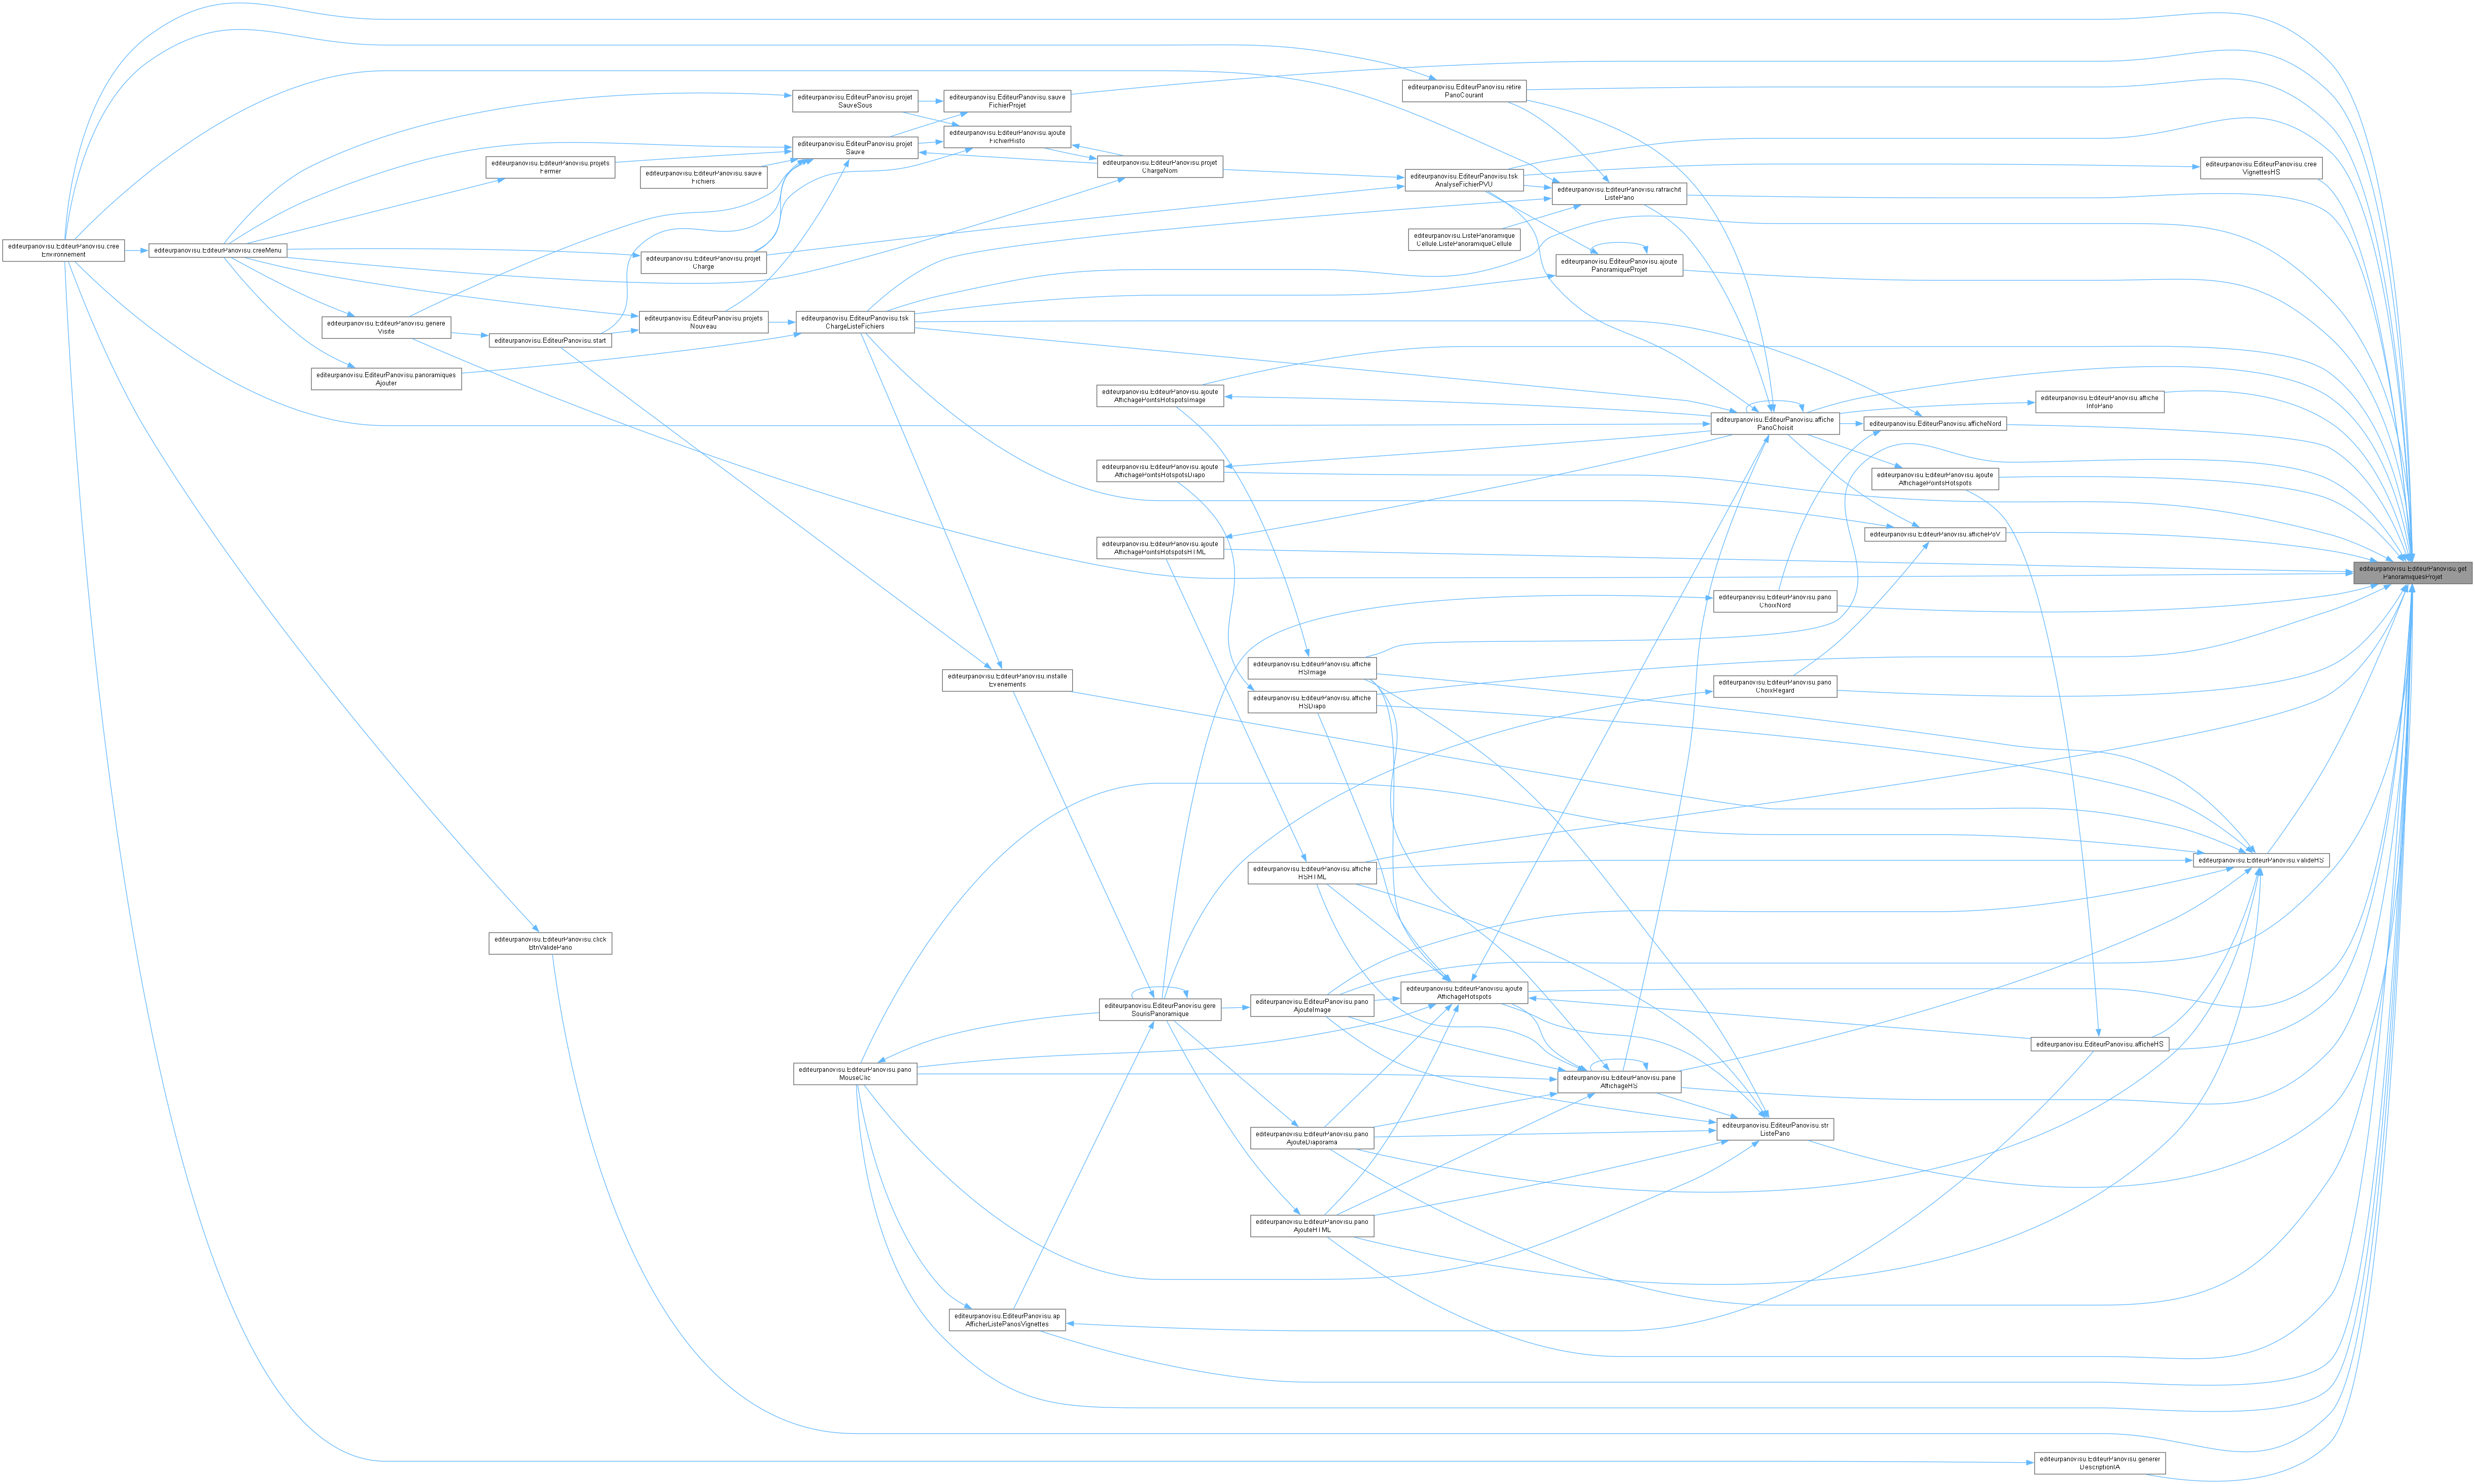 editeurpanovisu.EditeurPanovisu.cree
Environnement
editeurpanovisu.EditeurPanovisu.creeMenu
editeurpanovisu.EditeurPanovisu.genere
Visite
editeurpanovisu.EditeurPanovisu.panoramiques
Ajouter
editeurpanovisu.EditeurPanovisu.projets
Fermer
editeurpanovisu.EditeurPanovisu.start
editeurpanovisu.EditeurPanovisu.click
BtnValidePano
editeurpanovisu.EditeurPanovisu.sauve
Fichiers
editeurpanovisu.EditeurPanovisu.projet
Charge
editeurpanovisu.EditeurPanovisu.projets
Nouveau
editeurpanovisu.EditeurPanovisu.projet
SauveSous
editeurpanovisu.EditeurPanovisu.projet
Sauve
editeurpanovisu.EditeurPanovisu.tsk
ChargeListeFichiers
editeurpanovisu.EditeurPanovisu.pano
MouseClic
editeurpanovisu.EditeurPanovisu.sauve
FichierProjet
editeurpanovisu.EditeurPanovisu.ajoute
FichierHisto
editeurpanovisu.EditeurPanovisu.installe
Evenements
editeurpanovisu.EditeurPanovisu.ap
AfficherListePanosVignettes
editeurpanovisu.EditeurPanovisu.projet
ChargeNom
editeurpanovisu.EditeurPanovisu.ajoute
AffichagePointsHotspotsImage
editeurpanovisu.EditeurPanovisu.ajoute
AffichagePointsHotspotsDiapo
editeurpanovisu.EditeurPanovisu.ajoute
AffichagePointsHotspotsHTML
editeurpanovisu.EditeurPanovisu.gere
SourisPanoramique
editeurpanovisu.EditeurPanovisu.affiche
HSImage
editeurpanovisu.EditeurPanovisu.affiche
HSDiapo
editeurpanovisu.EditeurPanovisu.affiche
HSHTML
editeurpanovisu.EditeurPanovisu.pano
AjouteImage
editeurpanovisu.EditeurPanovisu.pano
AjouteDiaporama
editeurpanovisu.EditeurPanovisu.pano
AjouteHTML
editeurpanovisu.EditeurPanovisu.retire
PanoCourant
editeurpanovisu.EditeurPanovisu.tsk
AnalyseFichierPVU
editeurpanovisu.ListePanoramique
Cellule.ListePanoramiqueCellule
editeurpanovisu.EditeurPanovisu.ajoute
AffichageHotspots
editeurpanovisu.EditeurPanovisu.rafraichit
ListePano
editeurpanovisu.EditeurPanovisu.ajoute
PanoramiqueProjet
editeurpanovisu.EditeurPanovisu.pane
AffichageHS
editeurpanovisu.EditeurPanovisu.affiche
PanoChoisit
editeurpanovisu.EditeurPanovisu.pano
ChoixNord
editeurpanovisu.EditeurPanovisu.pano
ChoixRegard
editeurpanovisu.EditeurPanovisu.str
ListePano
editeurpanovisu.EditeurPanovisu.afficheNord
editeurpanovisu.EditeurPanovisu.ajoute
AffichagePointsHotspots
editeurpanovisu.EditeurPanovisu.affichePoV
editeurpanovisu.EditeurPanovisu.affiche
InfoPano
editeurpanovisu.EditeurPanovisu.afficheHS
editeurpanovisu.EditeurPanovisu.generer
DescriptionIA
editeurpanovisu.EditeurPanovisu.cree
VignettesHS
editeurpanovisu.EditeurPanovisu.valideHS
editeurpanovisu.EditeurPanovisu.get
PanoramiquesProjet